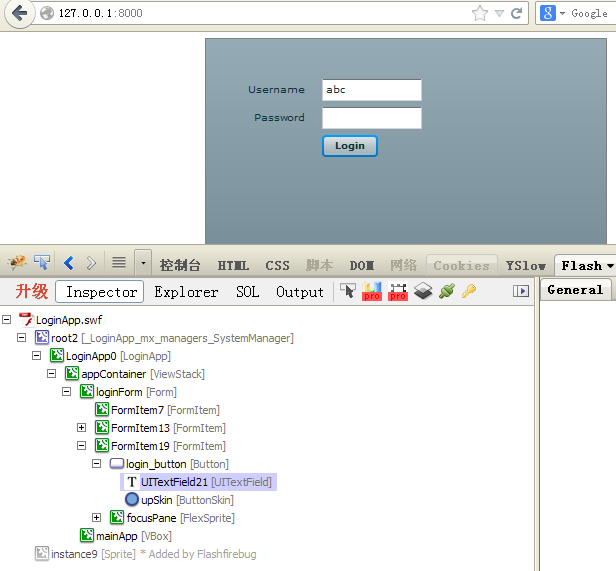 127.0.0.1:8000
Google
Username abc
Password
Login
控制台 HTML CSS 脚本 DOM 网络 Cookies YSlow Flash
升级 Inspector Explorer SOL Output pro pro
General
LoginApp.swf
root2 [_LoginApp_mx_managers_SystemManager]
LoginApp0 [LoginApp]
appContainer [ViewStack]
loginForm [Form]
FormItem7 [FormItem]
FormItem13 [FormItem]
FormItem19 [FormItem]
login_button [Button]
T UITextField21 [UITextField]
upSkin [ButtonSkin]
focusPane [FlexSprite]
mainApp [VBox]
instance9 [Sprite] * Added by Flashfirebug